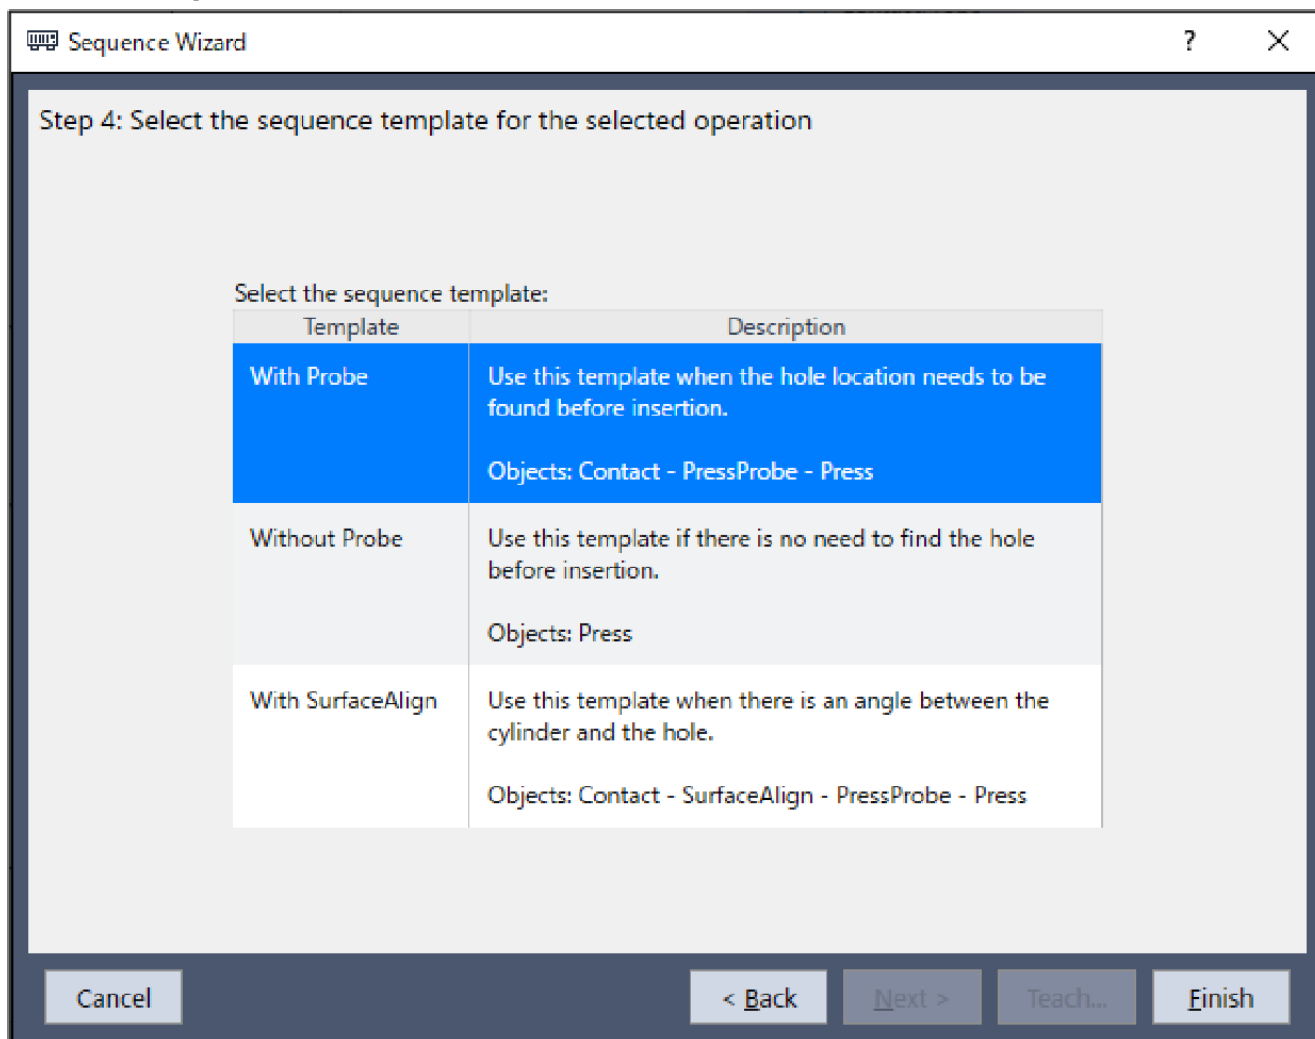 Sequence Wizard
?
Step 4: Select the sequence template for the selected operation
Select the sequence template:
Template
Description
With Probe
Use this template when the hole location needs to be
found before insertion.
Objects: Contact - PressProbe - Press
Without Probe
Use this template if there is no need to find the hole
before insertion.
Objects: Press
With SurfaceAlign
Use this template when there is an angle between the
cylinder and the hole.
Objects: Contact - SurfaceAlign - PressProbe - Press
Cancel
< Back
Next >
Teach...
Finish